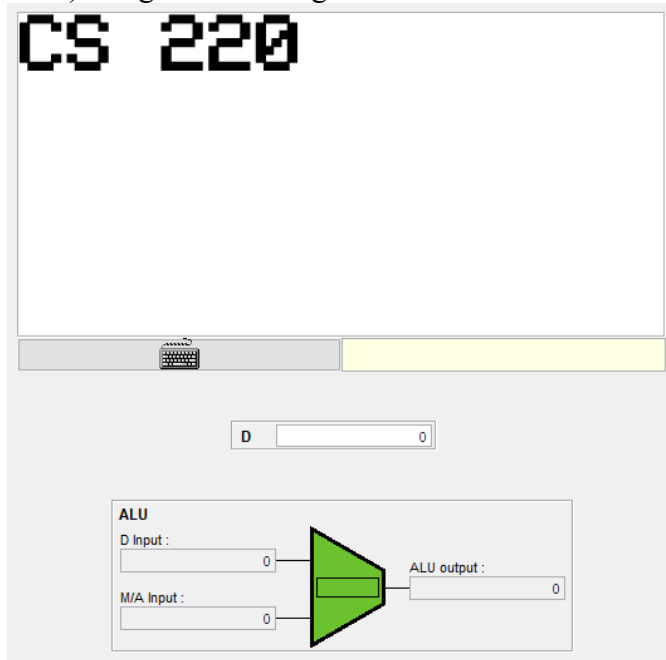 CS 220
D 0
ALU
D Input :
0
ALU output :
0
M/A Input :
0